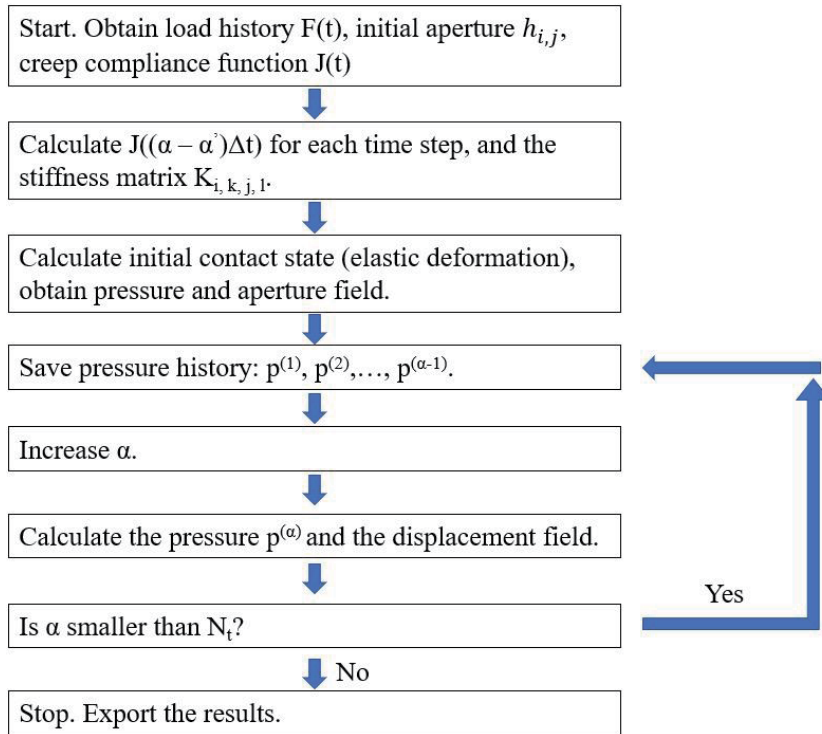 Start. Obtain load history F(t), initial aperture h_{i,j},
creep compliance function J(t)
Calculate J((α – α’)Δt) for each time step, and the
stiffness matrix K_{i, k, j, l}.
Calculate initial contact state (elastic deformation),
obtain pressure and aperture field.
Save pressure history: p^{(1)}, p^{(2)},…, p^{(α-1)}.
Increase α.
Calculate the pressure p^{(α)} and the displacement field.
Yes
Is α smaller than N_t?
No
Stop. Export the results.